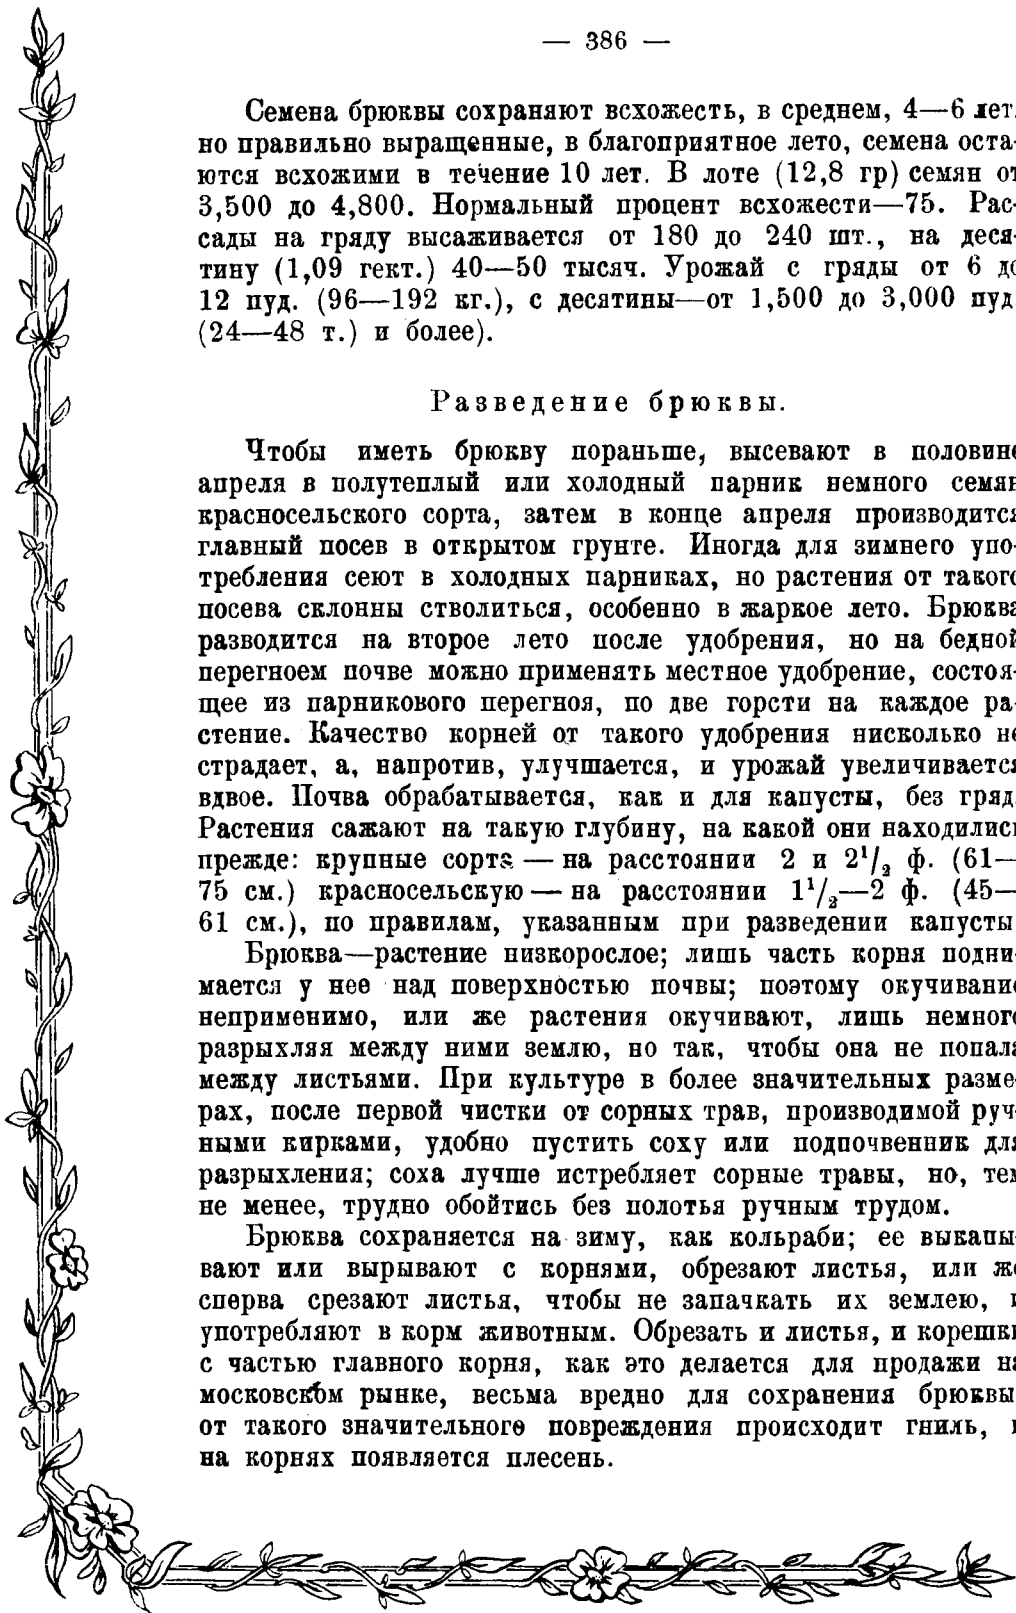 — 386 —
Семена брюквы сохраняют всхожесть, в среднем, 4—6 лет,
но правильно выращенные, в благоприятное лето, семена оста-
ются всхожими в течение 10 лет. В лоте (12,8 гр) семян от
3,500 до 4,800. Нормальный процент всхожести—75. Рас-
сады на гряду высаживается от 180 до 240 шт., на деся-
тину (1,09 гект.) 40—50 тысяч. Урожай с гряды от 6 до
12 пуд. (96—192 кг.), с десятины—от 1,500 до 3,000 пуд.
(24—48 т.) и более).
Разведение брюквы.
Чтобы иметь брюкву пораньше, высевают в половине
апреля в полутеплый или холодный парник немного семян
красносельского сорта, затем в конце апреля производится
главный посев в открытом грунте. Иногда для зимнего упо-
требления сеют в холодных парниках, но растения от такого
посева склонны стволиться, особенно в жаркое лето. Брюква
разводится на второе лето после удобрения, но на бедной
перегноем почве можно применять местное удобрение, состоя-
щее из парникового перегноя, по две горсти на каждое ра-
стение. Качество корней от такого удобрения нисколько не
страдает, а, напротив, улучшается, и урожай увеличивается
вдвое. Почва обрабатывается, как и для капусты, без гряд.
Растения сажают на такую глубину, на какой они находились
прежде: крупные сорта — на расстоянии 2 и 2¹/₂ ф. (61—
75 см.) красносельскую — на расстоянии 1¹/₂—2 ф. (45—
61 см.), по правилам, указанным при разведении капусты
Брюква—растение низкорослое; лишь часть корня подни-
мается у нее над поверхностью почвы; поэтому окучивание
неприменимо, или же растения окучивают, лишь немного
разрыхляя между ними землю, но так, чтобы она не попала
между листьями. При культуре в более значительных разме-
рах, после первой чистки от сорных трав, производимой руч-
ными кирками, удобно пустить соху или подпочвенник для
разрыхления; соха лучше истребляет сорные травы, но, тем
не менее, трудно обойтись без полотья ручным трудом.
Брюква сохраняется на зиму, как кольраби; ее выкапы-
вают или вырывают с корнями, обрезают листья, или же
сперва срезают листья, чтобы не запачкать их землею, и
употребляют в корм животным. Обрезать и листья, и корешки
с частью главного корня, как это делается для продажи на
московском рынке, весьма вредно для сохранения брюквы
от такого значительного повреждения происходит гниль, и
на корнях появляется плесень.